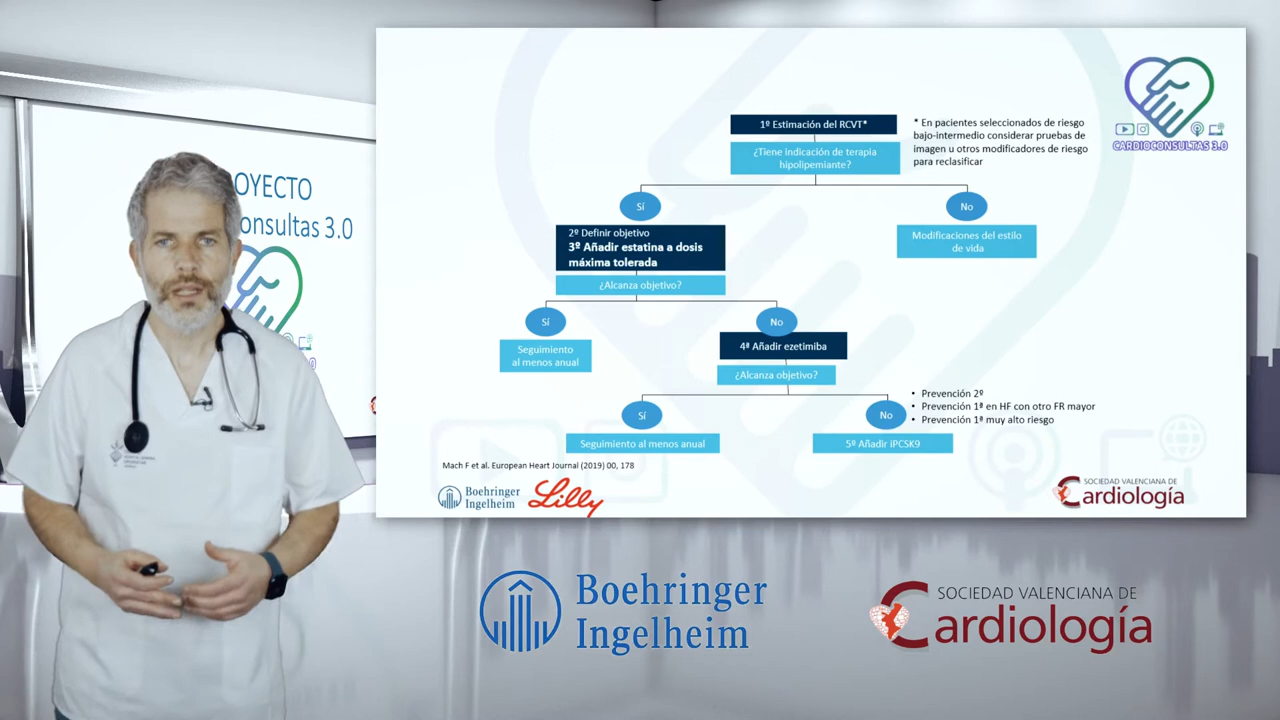 OYECTO
onsultas 3.0
1º Estimación del RCVT*
¿Tiene indicación de terapia
hipolipemiante?
* En pacientes seleccionados de riesgo
bajo-intermedio considerar pruebas de
imagen u otros modificadores de riesgo
para reclasificar
CARDIOCONSULTAS 3.0
Sí
No
2º Definir objetivo
3º Añadir estatina a dosis
máxima tolerada
¿Alcanza objetivo?
Modificaciones del estilo
de vida
Sí
No
Seguimiento
al menos anual
4ª Añadir ezetimiba
¿Alcanza objetivo?
Sí
No
• Prevención 2º
• Prevención 1ª en HF con otro FR mayor
• Prevención 1ª muy alto riesgo
Seguimiento al menos anual
5º Añadir iPCSK9
Mach F et al. European Heart Journal (2019) 00, 178
Boehringer
Ingelheim
Lilly
SOCIEDAD VALENCIANA DE
Cardiología
Boehringer
Ingelheim
SOCIEDAD VALENCIANA DE
Cardiología